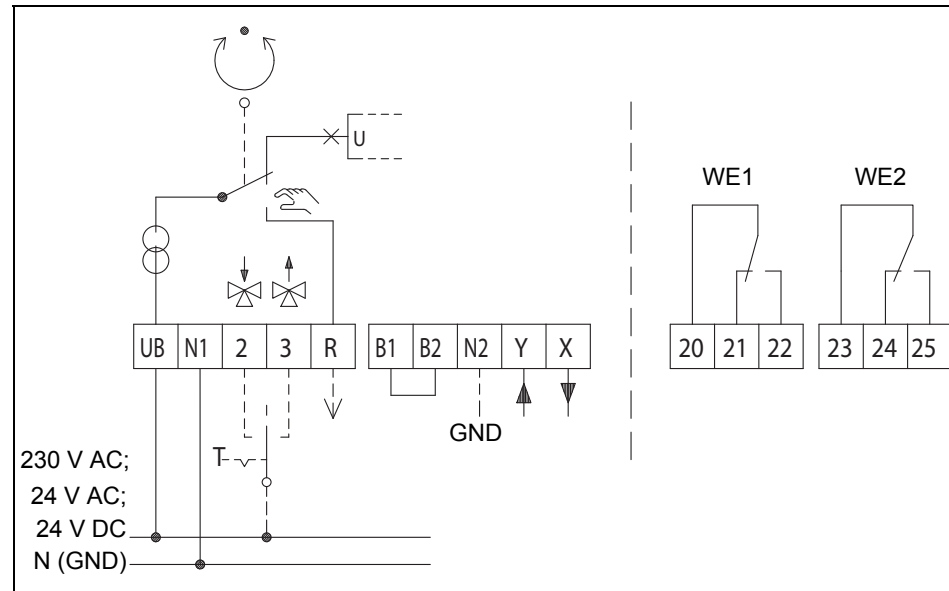 U
WE1 WE2
UB N1 2 3 R B1 B2 N2 Y X 20 21 22 23 24 25
GND
T
230 V AC;
24 V AC;
24 V DC
N (GND)